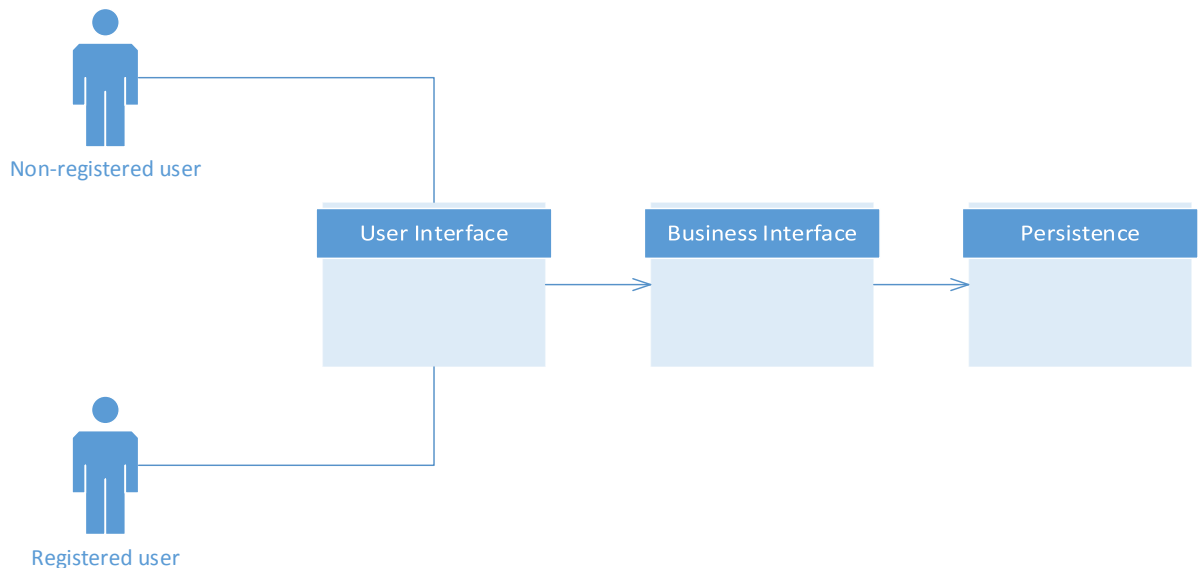 Non-registered user
User Interface
Business Interface
Persistence
Registered user